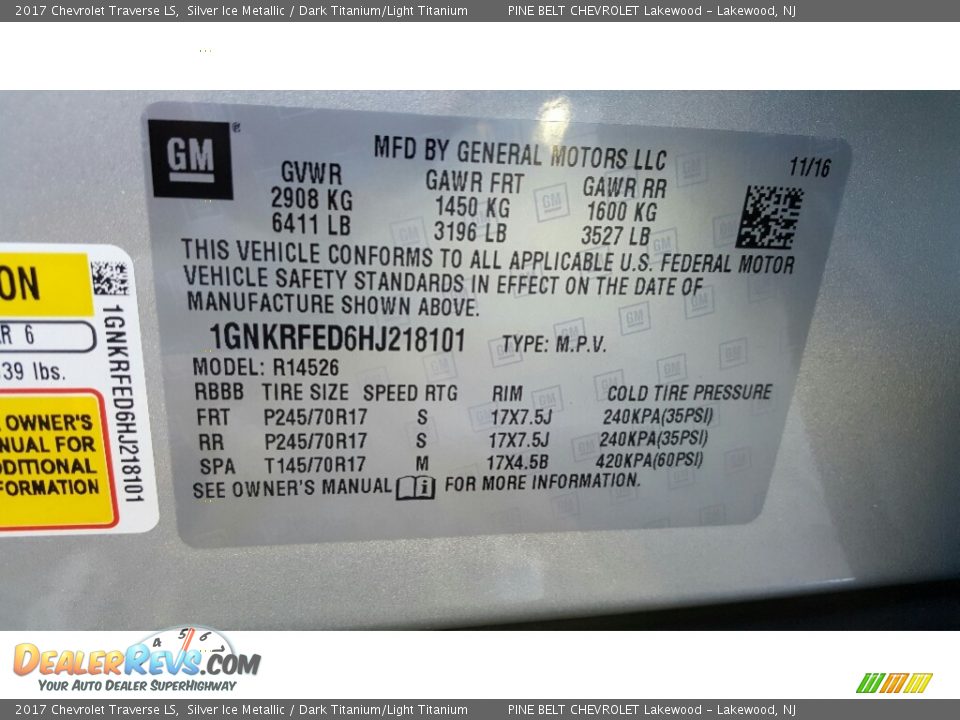 2017 Chevrolet Traverse LS, Silver Ice Metallic / Dark Titanium/Light Titanium PINE BELT CHEVROLET Lakewood – Lakewood, NJ
GM ®
MFD BY GENERAL MOTORS LLC 11/16
GVWR GAWR FRT GAWR RR
2908 KG 1450 KG 1600 KG
6411 LB 3196 LB 3527 LB
THIS VEHICLE CONFORMS TO ALL APPLICABLE U.S. FEDERAL MOTOR
VEHICLE SAFETY STANDARDS IN EFFECT ON THE DATE OF
MANUFACTURE SHOWN ABOVE.
1GNKRFED6HJ218101 TYPE: M.P.V.
MODEL: R14526
RBBB TIRE SIZE SPEED RTG RIM COLD TIRE PRESSURE
FRT P245/70R17 S 17X7.5J 240KPA(35PSI)
RR P245/70R17 S 17X7.5J 240KPA(35PSI)
SPA T145/70R17 M 17X4.5B 420KPA(60PSI)
SEE OWNER'S MANUAL i FOR MORE INFORMATION.
ON
R 6
39 lbs.
OWNER'S
NUAL FOR
DDITIONAL
FORMATION
1GNKRFED6HJ218101
4 5 6 7
DEALERREVS.COM
YOUR AUTO DEALER SUPERHIGHWAY
2017 Chevrolet Traverse LS, Silver Ice Metallic / Dark Titanium/Light Titanium PINE BELT CHEVROLET Lakewood – Lakewood, NJ